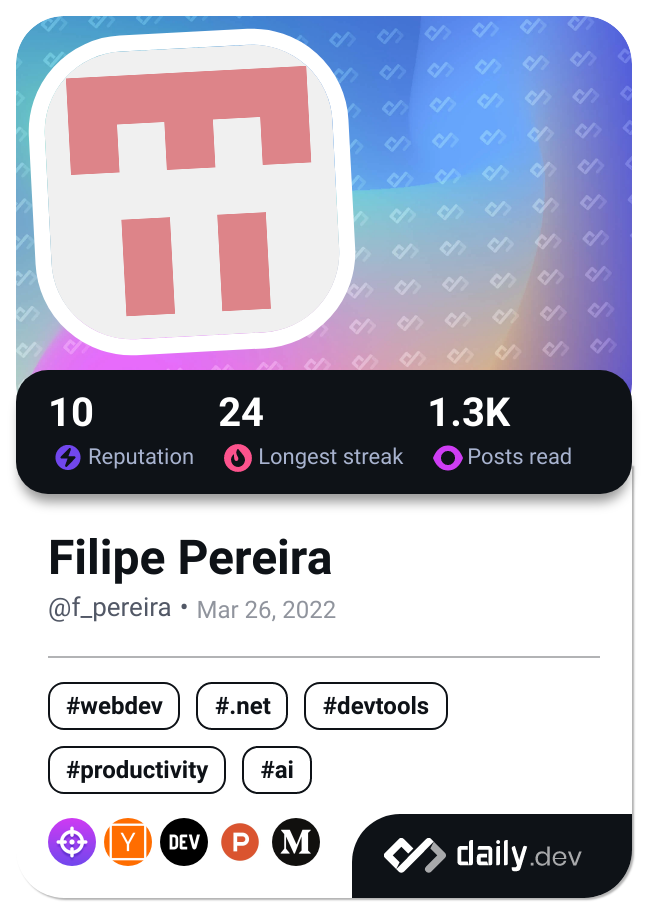 10 24 1.3K
Reputation Longest streak Posts read
Filipe Pereira
@f_pereira • Mar 26, 2022
#webdev #.net #devtools
#productivity #ai
Y DEV P M
daily.dev